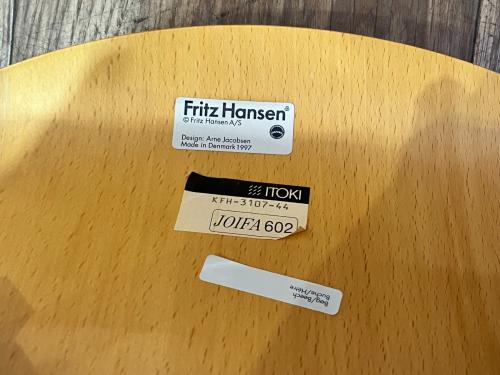 Fritz Hansen®
© Fritz Hansen A/S
Design: Arne Jacobsen
Made in Denmark 1997
ITOKI
KFH-3107-44
JOIFA 602
Bøg/Beech
Buche/Hêtre